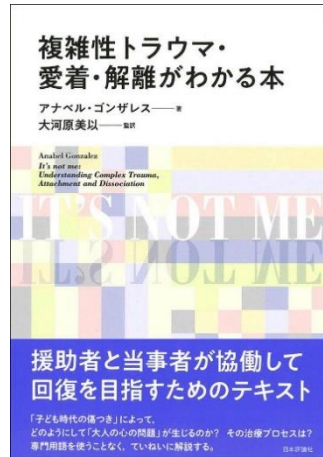 複雑性トラウマ・
愛着・解離がわかる本
アナベル・ゴンザレス──著
大河原美以──監訳
Anabel Gonzalez
It's not me:
Understanding Complex Trauma,
Attachment and Dissociation
IT'S NOT ME
IT'S NOT ME
援助者と当事者が協働して
回復を目指すためのテキスト
「子ども時代の傷つき」によって、
どのようにして「大人の心の問題」が生じるのか? その治療プロセスは?
専門用語を使うことなく、ていねいに解説する。
日本評論社